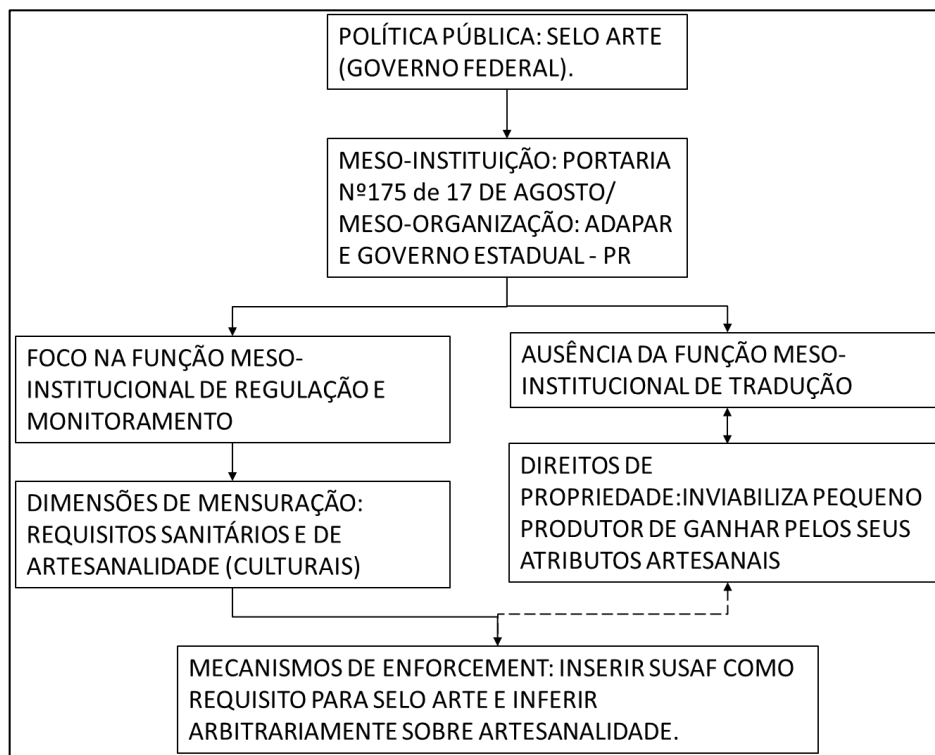 POLÍTICA PÚBLICA: SELO ARTE
(GOVERNO FEDERAL).
MESO-INSTITUIÇÃO: PORTARIA
Nº175 de 17 DE AGOSTO/
MESO-ORGANIZAÇÃO: ADAPAR
E GOVERNO ESTADUAL - PR
FOCO NA FUNÇÃO MESO-
INSTITUCIONAL DE REGULAÇÃO E
MONITORAMENTO
AUSÊNCIA DA FUNÇÃO MESO-
INSTITUCIONAL DE TRADUÇÃO
DIMENSÕES DE MENSURAÇÃO:
REQUISITOS SANITÁRIOS E DE
ARTESANALIDADE (CULTURAIS)
DIREITOS DE
PROPRIEDADE:INVIABILIZA PEQUENO
PRODUTOR DE GANHAR PELOS SEUS
ATRIBUTOS ARTESANAIS
MECANISMOS DE ENFORCEMENT: INSERIR SUSAF COMO
REQUISITO PARA SELO ARTE E INFERIR
ARBITRARIAMENTE SOBRE ARTESANALIDADE.